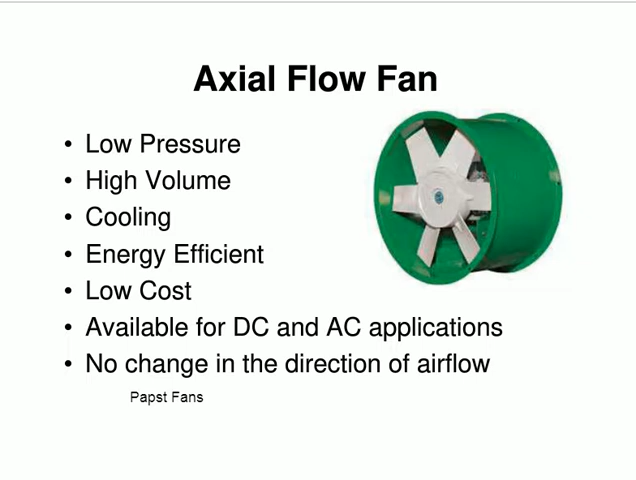 Axial Flow Fan
• Low Pressure
• High Volume
• Cooling
• Energy Efficient
• Low Cost
• Available for DC and AC applications
• No change in the direction of airflow
Papst Fans